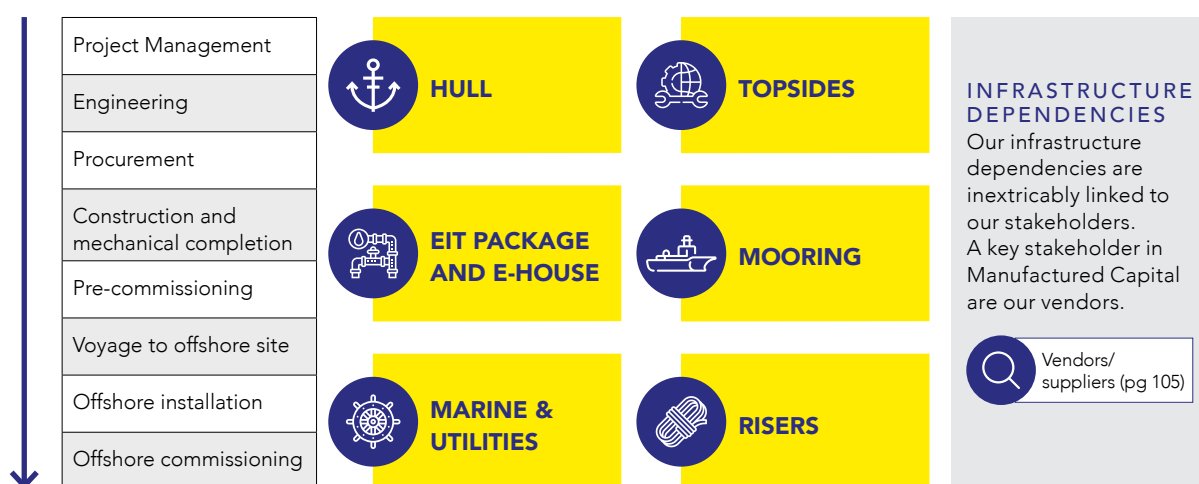 Project Management
Engineering
Procurement
Construction and
mechanical completion
Pre-commissioning
Voyage to offshore site
Offshore installation
Offshore commissioning
HULL
TOPSIDES
EIT PACKAGE
AND E-HOUSE
MOORING
MARINE &
UTILITIES
RISERS
INFRASTRUCTURE
DEPENDENCIES
Our infrastructure
dependencies are
inextricably linked to
our stakeholders.
A key stakeholder in
Manufactured Capital
are our vendors.
Vendors/
suppliers (pg 105)